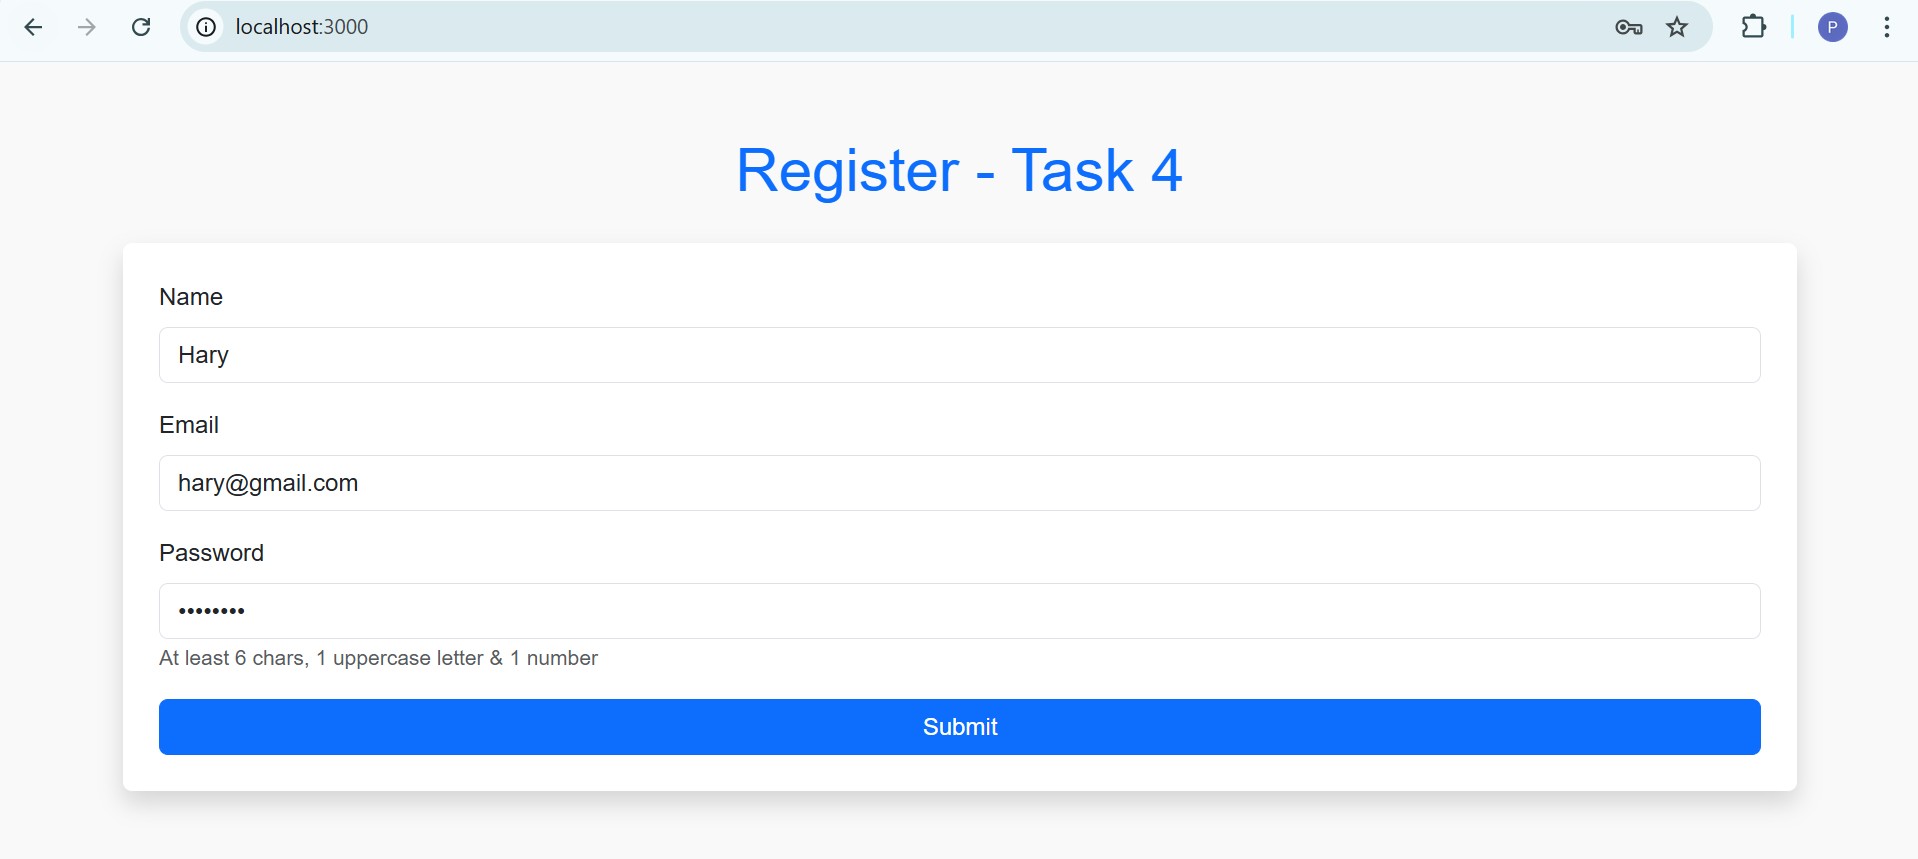 localhost:3000
P
Register - Task 4
Name
Hary
Email
hary@gmail.com
Password
••••••••
At least 6 chars, 1 uppercase letter & 1 number
Submit